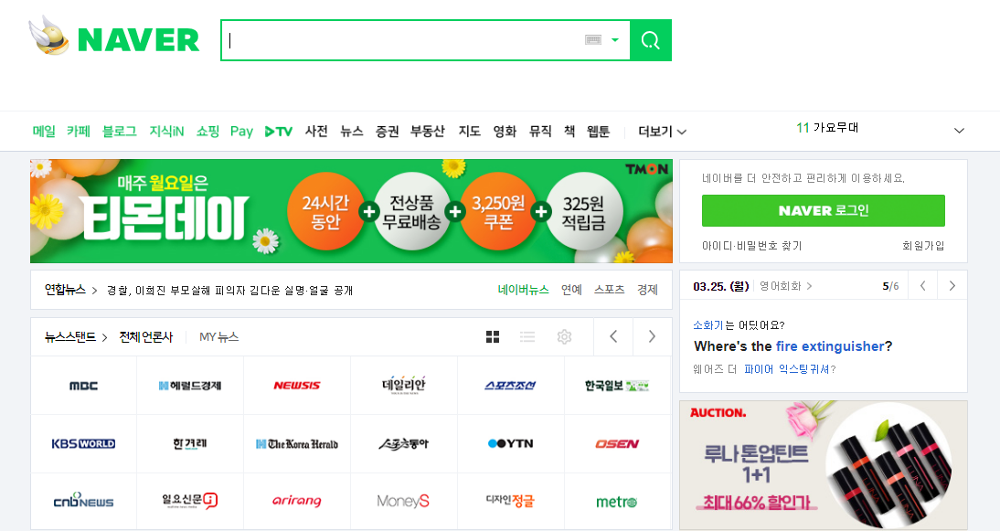 NAVER
메일 카페 블로그 지식iN 쇼핑 Pay TV 사전 뉴스 증권 부동산 지도 영화 뮤직 책 웹툰 더보기
11 가요무대
매주 월요일은
티몬데이
24시간 동안
전상품 무료배송
3,250원 쿠폰
325원 적립금
TMON
네이버를 더 안전하고 편리하게 이용하세요.
NAVER 로그인
아이디·비밀번호 찾기 회원가입
연합뉴스 > 경찰, 이희진 부모살해 피의자 김다운 실명·얼굴 공개
네이버뉴스 연예 스포츠 경제
03.25. (월) 영어회화 > 5/6
소화기는 어딧어요?
Where's the fire extinguisher?
웨어즈 더 파이어 익스팅귀셔?
뉴스스탠드 > 전체 언론사 MY 뉴스
MBC 헤럴드경제 NEWSIS 데일리안 스포츠조선 한국일보
KBS WORLD 한겨레 The Korea Herald 스포츠동아 YTN OSEN
cnbNEWS 일요신문 arirang MoneyS 디자인정글 metro
AUCTION.
루나 톤업틴트
1+1
최대 66% 할인가